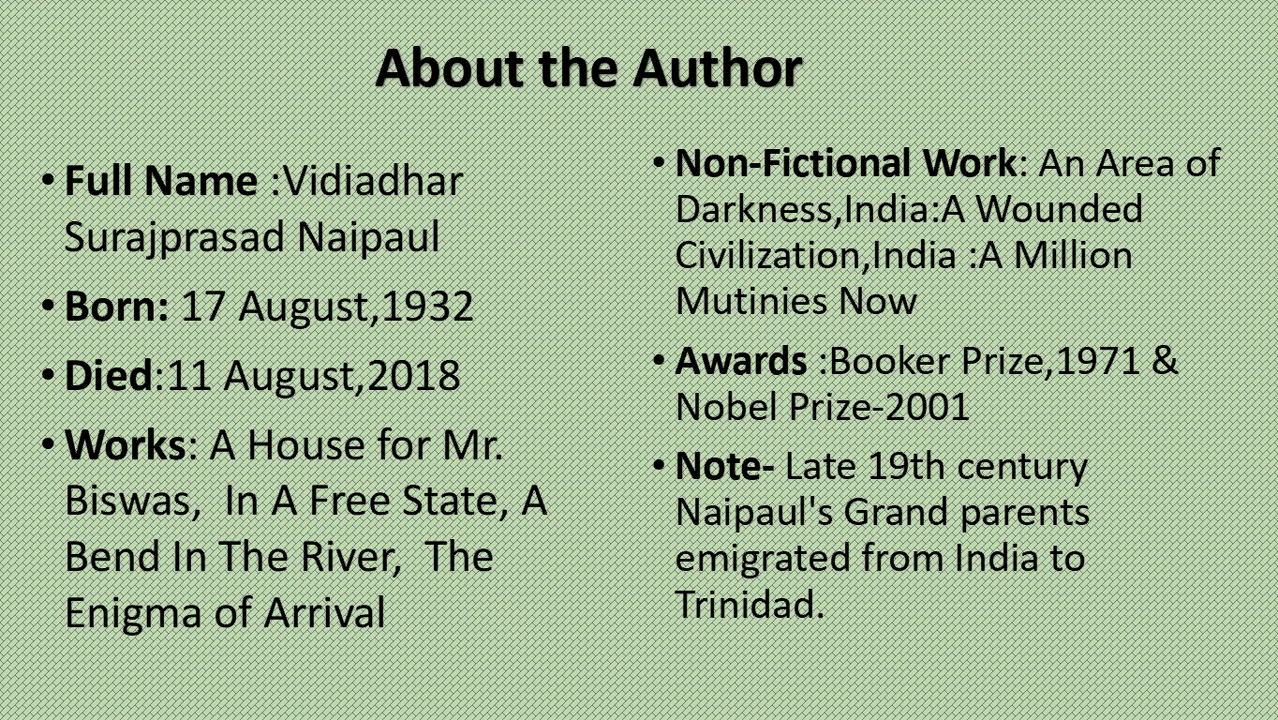 About the Author
• Full Name :Vidiadhar
Surajprasad Naipaul
• Born: 17 August,1932
• Died:11 August,2018
• Works: A House for Mr.
Biswas,  In A Free State, A
Bend In The River,  The
Enigma of Arrival
• Non-Fictional Work: An Area of
Darkness,India:A Wounded
Civilization,India :A Million
Mutinies Now
• Awards :Booker Prize,1971 &
Nobel Prize-2001
• Note- Late 19th century
Naipaul's Grand parents
emigrated from India to
Trinidad.